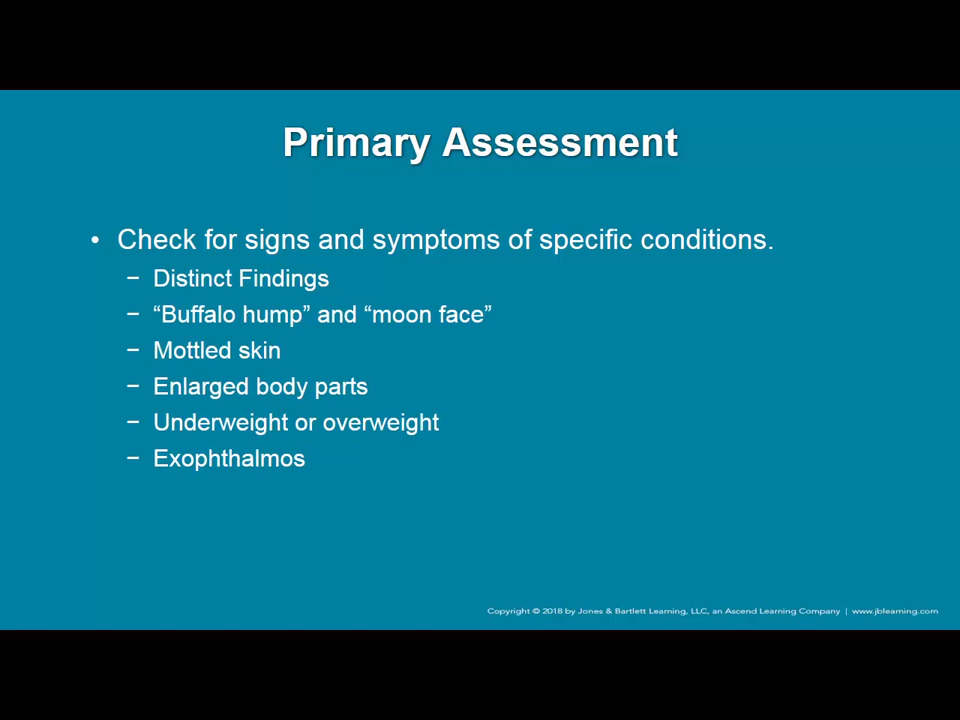 Primary Assessment
• Check for signs and symptoms of specific conditions.
− Distinct Findings
− “Buffalo hump” and “moon face”
− Mottled skin
− Enlarged body parts
− Underweight or overweight
− Exophthalmos
Copyright © 2018 by Jones & Bartlett Learning, LLC, an Ascend Learning Company | www.jblearning.com